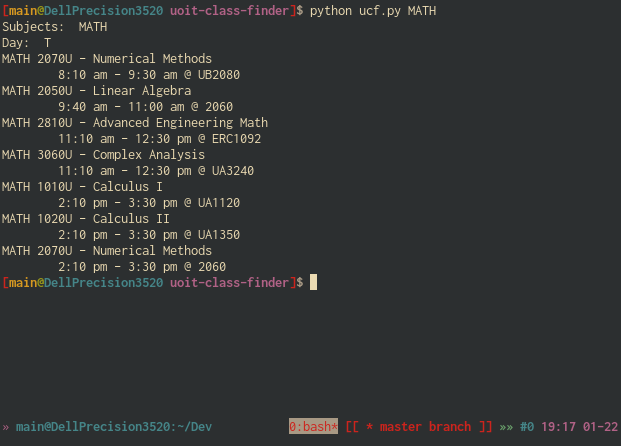 [main@DellPrecision3520 uoit-class-finder]$ python ucf.py MATH
Subjects:  MATH
Day:  T
MATH 2070U - Numerical Methods
        8:10 am - 9:30 am @ UB2080
MATH 2050U - Linear Algebra
        9:40 am - 11:00 am @ 2060
MATH 2810U - Advanced Engineering Math
        11:10 am - 12:30 pm @ ERC1092
MATH 3060U - Complex Analysis
        11:10 am - 12:30 pm @ UA3240
MATH 1010U - Calculus I
        2:10 pm - 3:30 pm @ UA1120
MATH 1020U - Calculus II
        2:10 pm - 3:30 pm @ UA1350
MATH 2070U - Numerical Methods
        2:10 pm - 3:30 pm @ 2060
[main@DellPrecision3520 uoit-class-finder]$
» main@DellPrecision3520:~/Dev 0:bash* [[ * master branch ]] »» #0 19:17 01-22